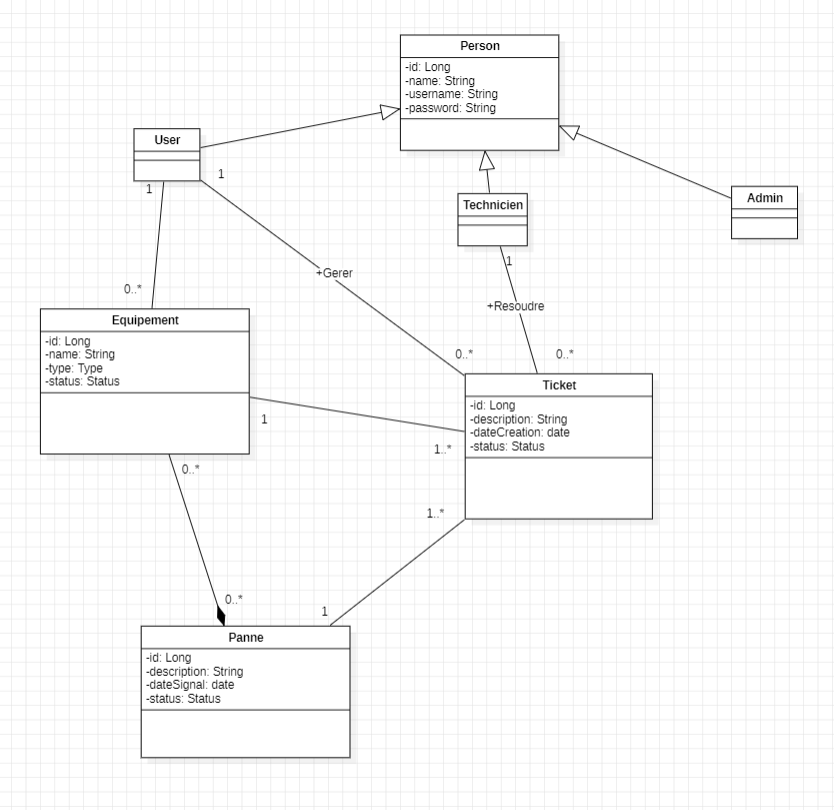 Person
-id: Long
-name: String
-username: String
-password: String
User
1
1
Technicien
1
Admin
+Gerer
+Resoudre
0..*
0..*
0..*
Equipement
-id: Long
-name: String
-type: Type
-status: Status
1
1..*
0..*
Ticket
-id: Long
-description: String
-dateCreation: date
-status: Status
1..*
0..*
1
Panne
-id: Long
-description: String
-dateSignal: date
-status: Status